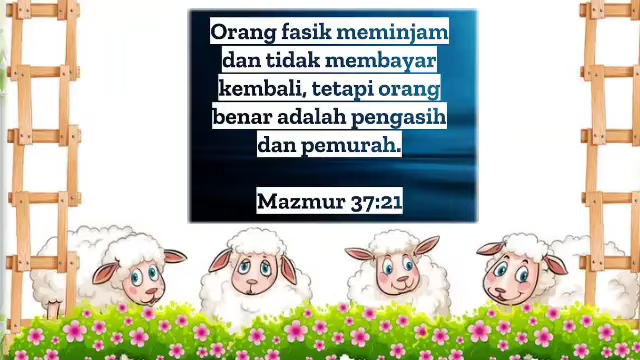 Orang fasik meminjam
dan tidak membayar
kembali, tetapi orang
benar adalah pengasih
dan pemurah.
Mazmur 37:21